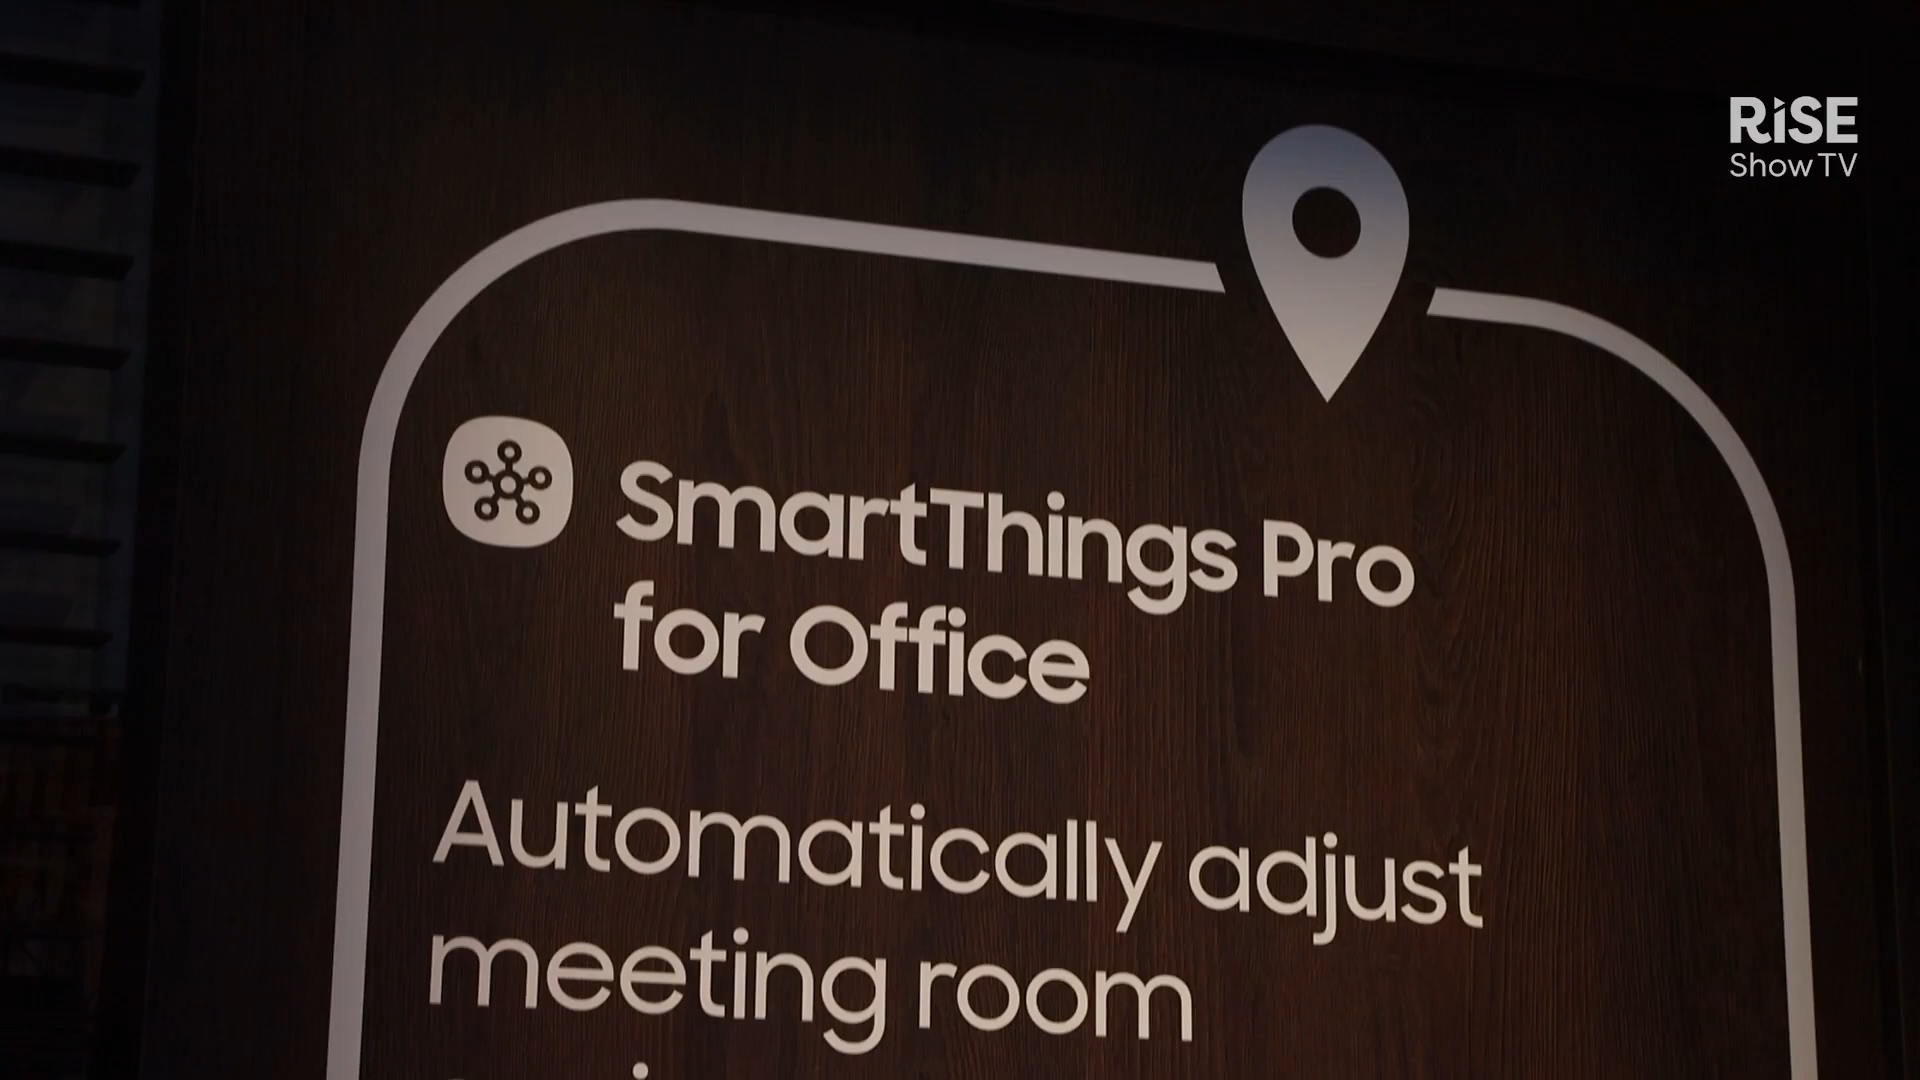 RiSE
Show TV
SmartThings Pro
for Office
Automatically adjust
meeting room